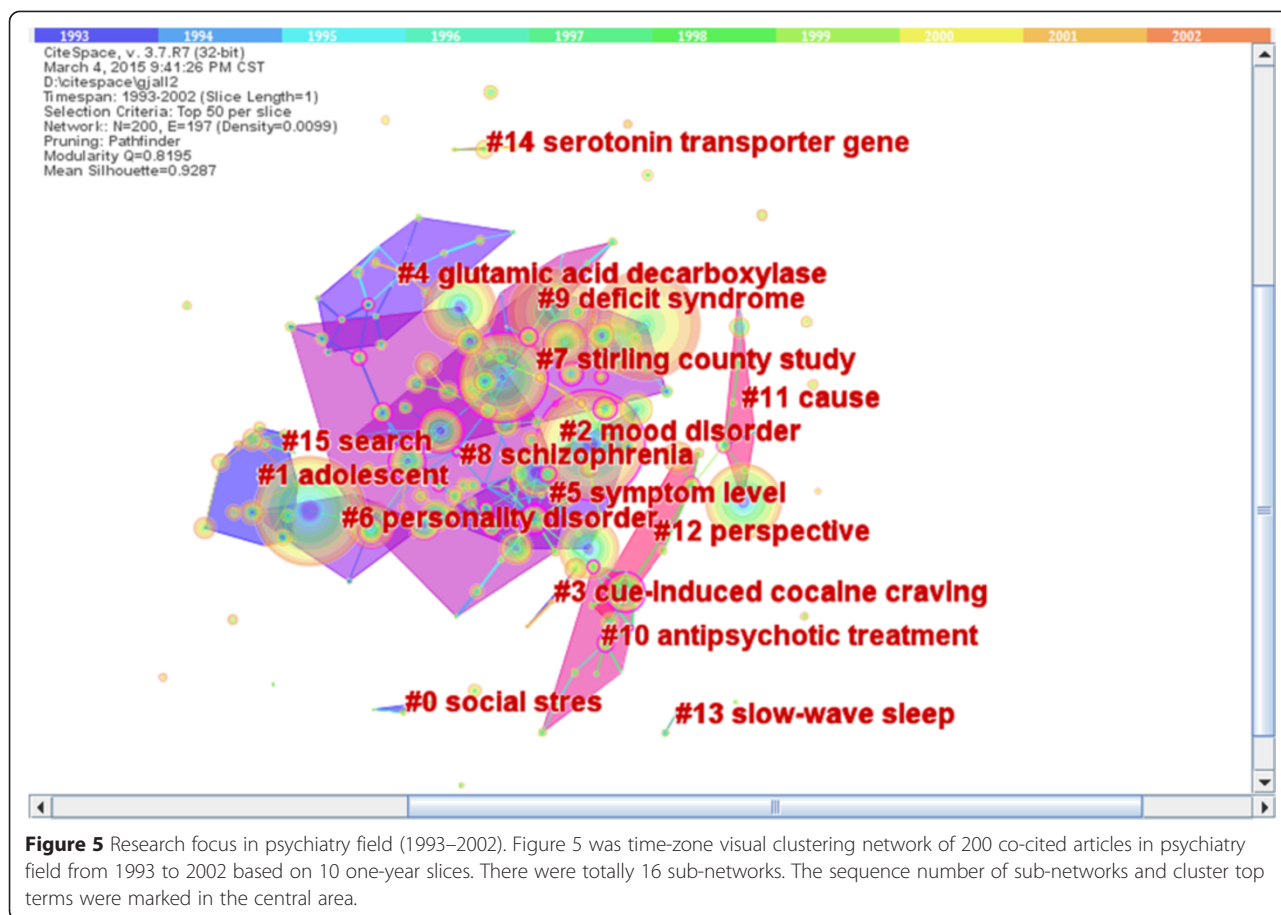 1993 1994 1995 1996 1997 1998 1999 2000 2001 2002
CiteSpace, v. 3.7.R7 (32-bit)
March 4, 2015 9:41:26 PM CST
D:\citespace\gjall2
Timespan: 1993-2002 (Slice Length=1)
Selection Criteria: Top 50 per slice
Network: N=200, E=197 (Density=0.0099)
Pruning: Pathfinder
Modularity Q=0.8195
Mean Silhouette=0.9287
#14 serotonin transporter gene
#4 glutamic acid decarboxylase
#9 deficit syndrome
#7 stirling county study
#11 cause
#2 mood disorder
#15 search
#8 schizophrenia
#1 adolescent
#5 symptom level
#6 personality disorder
#12 perspective
#3 cue-induced cocaine craving
#10 antipsychotic treatment
#0 social stres
#13 slow-wave sleep
Figure 5 Research focus in psychiatry field (1993–2002). Figure 5 was time-zone visual clustering network of 200 co-cited articles in psychiatry
field from 1993 to 2002 based on 10 one-year slices. There were totally 16 sub-networks. The sequence number of sub-networks and cluster top
terms were marked in the central area.